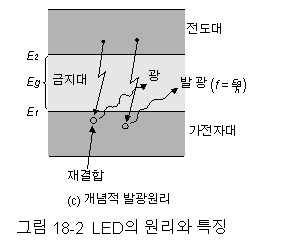 전도대
E2
Eg 금지대 광 발 광 (f = Eg/h)
E1
가전자대
재결합
(c) 개념적 발광원리
그림 18-2 LED의 원리와 특징